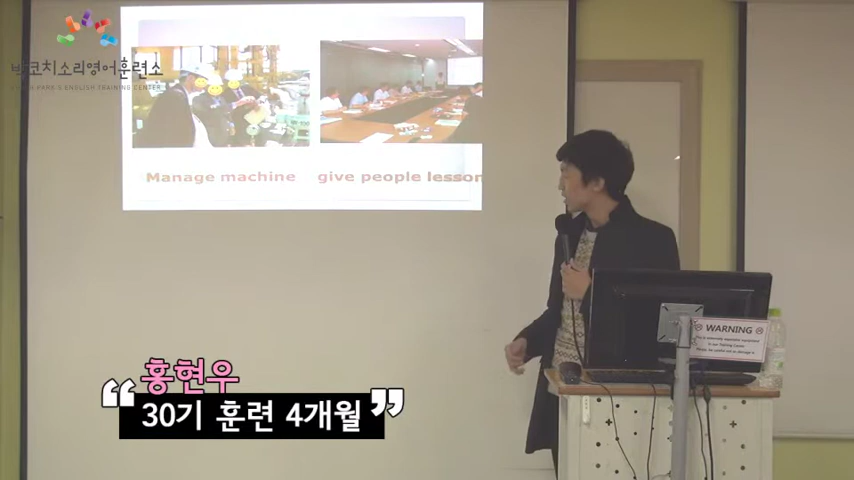 박코치소리영어훈련소
Manage machine
give people lesson
WARNING
홍현우
“30기 훈련 4개월”